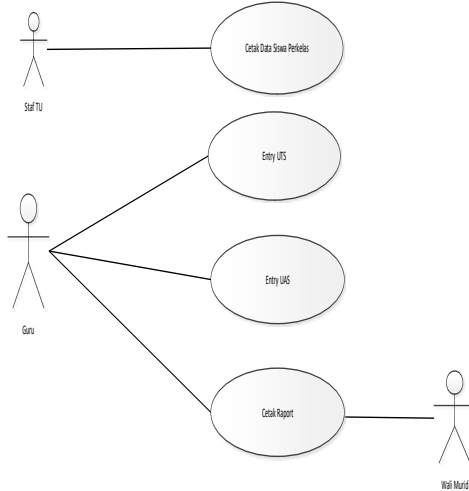 Cetak Data Siswa Perkelas
Staf TU
Entry UTS
Entry UAS
Guru
Cetak Raport
Wali Murid